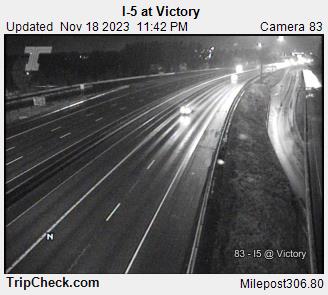 I-5 at Victory
Updated  Nov 18 2023  11:42 PM
Camera 83
N
83 - I5 @ Victory
TripCheck.com
Milepost306.80